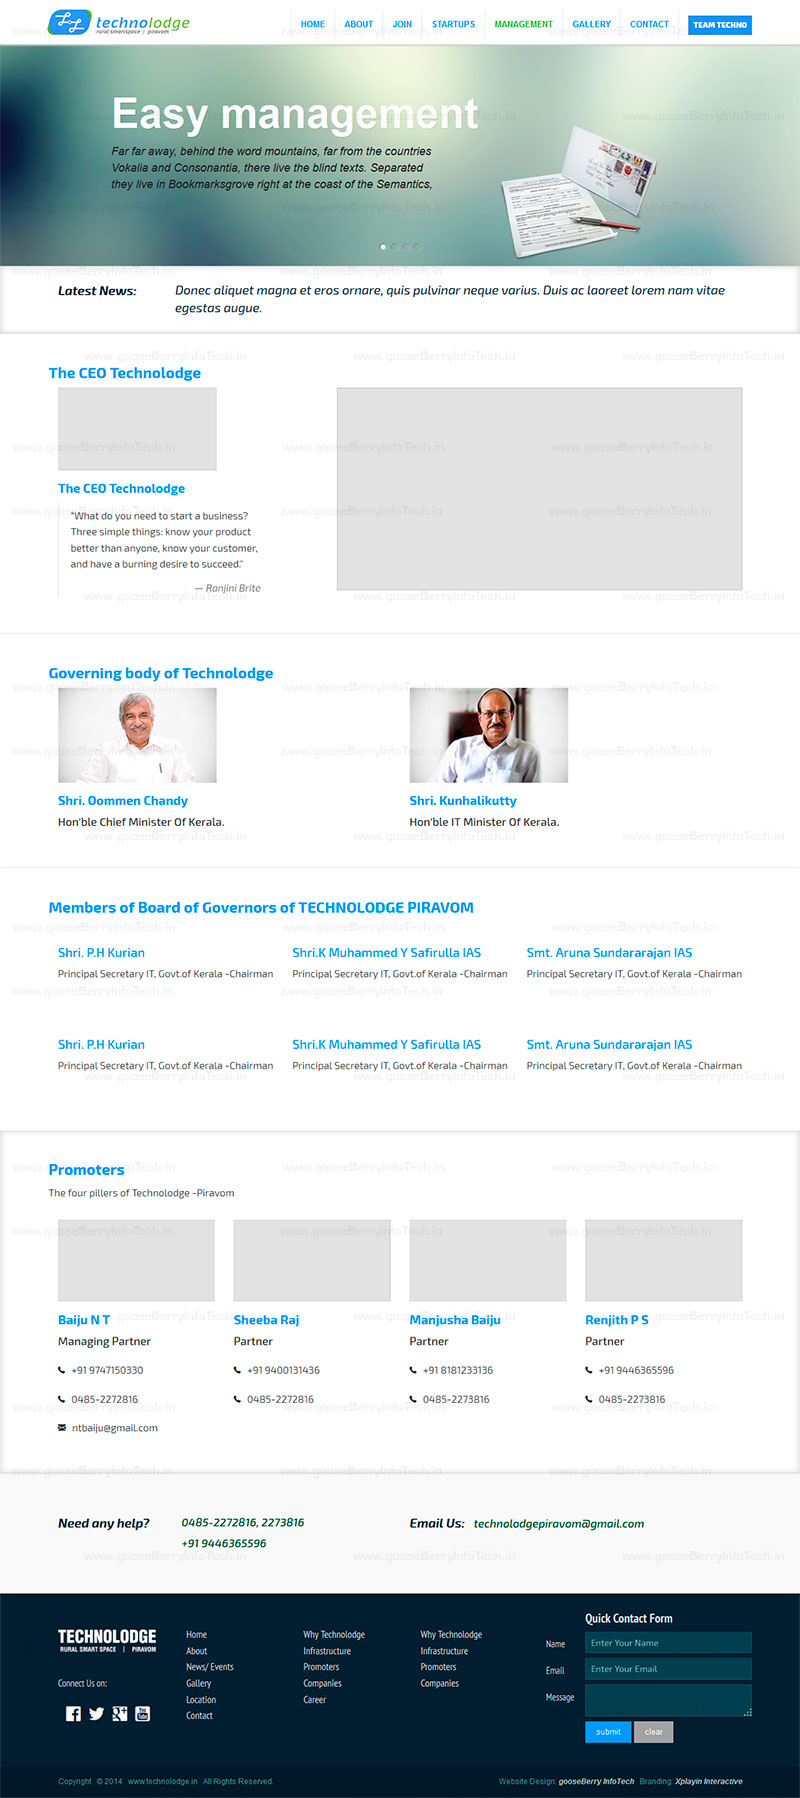 technolodge
rural smartspace | piravom
HOME ABOUT JOIN STARTUPS MANAGEMENT GALLERY CONTACT TEAM TECHNO
Easy management
Far far away, behind the word mountains, far from the countries
Vokalia and Consonantia, there live the blind texts. Separated
they live in Bookmarksgrove right at the coast of the Semantics,
Latest News: Donec aliquet magna et eros ornare, quis pulvinar neque varius. Duis ac laoreet lorem nam vitae
egestas augue.
www.gooseBerryInfoTech.in
The CEO Technolodge
The CEO Technolodge
"What do you need to start a business?
Three simple things: know your product
better than anyone, know your customer,
and have a burning desire to succeed."
— Ranjini Brite
Governing body of Technolodge
Shri. Oommen Chandy Shri. Kunhalikutty
Hon'ble Chief Minister Of Kerala. Hon'ble IT Minister Of Kerala.
Members of Board of Governors of TECHNOLODGE PIRAVOM
Shri. P.H Kurian Shri.K Muhammed Y Safirulla IAS Smt. Aruna Sundararajan IAS
Principal Secretary IT, Govt.of Kerala -Chairman Principal Secretary IT, Govt.of Kerala -Chairman Principal Secretary IT, Govt.of Kerala -Chairman
Shri. P.H Kurian Shri.K Muhammed Y Safirulla IAS Smt. Aruna Sundararajan IAS
Principal Secretary IT, Govt.of Kerala -Chairman Principal Secretary IT, Govt.of Kerala -Chairman Principal Secretary IT, Govt.of Kerala -Chairman
Promoters
The four pillers of Technolodge -Piravom
Baiju N T Sheeba Raj Manjusha Baiju Renjith P S
Managing Partner Partner Partner Partner
+91 9747150330 +91 9400131436 +91 8181233136 +91 9446365596
0485-2272816 0485-2272816 0485-2273816 0485-2273816
ntbaiju@gmail.com
Need any help? 0485-2272816, 2273816 Email Us: technolodgepiravom@gmail.com
+91 9446365596
Quick Contact Form
TECHNOLODGE
RURAL SMART SPACE | PIRAVOM
Connect Us on:
Home
About
News/ Events
Gallery
Location
Contact
Why Technolodge
Infrastructure
Promoters
Companies
Career
Why Technolodge
Infrastructure
Promoters
Companies
Name Enter Your Name
Email Enter Your Email
Message
submit clear
Copyright © 2014 www.technolodge.in All Rights Reserved. Website Design: gooseBerry InfoTech Branding: Xplayin Interactive